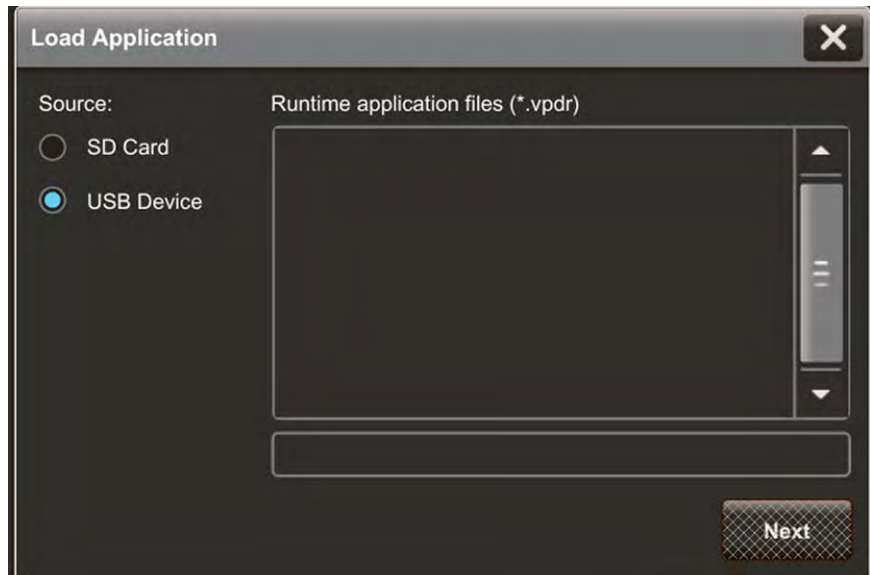 Load Application
Source:
Runtime application files (*.vpdr)
SD Card
USB Device
Next